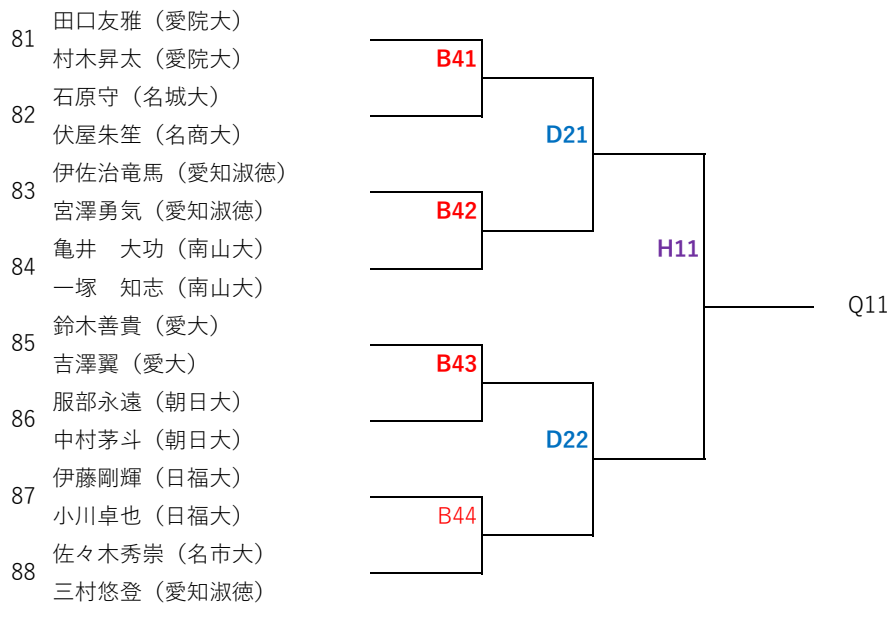 田口友雅（愛院大）
81
村木昇太（愛院大）
B41
石原守（名城大）
82
伏屋朱笙（名商大）
D21
伊佐治竜馬（愛知淑徳）
83
宮澤勇気（愛知淑徳）
B42
亀井　大功（南山大）
H11
84
一塚　知志（南山大）
Q11
鈴木善貴（愛大）
85
吉澤翼（愛大）
B43
服部永遠（朝日大）
86
中村茅斗（朝日大）
D22
伊藤剛輝（日福大）
87
小川卓也（日福大）
B44
佐々木秀崇（名市大）
88
三村悠登（愛知淑徳）